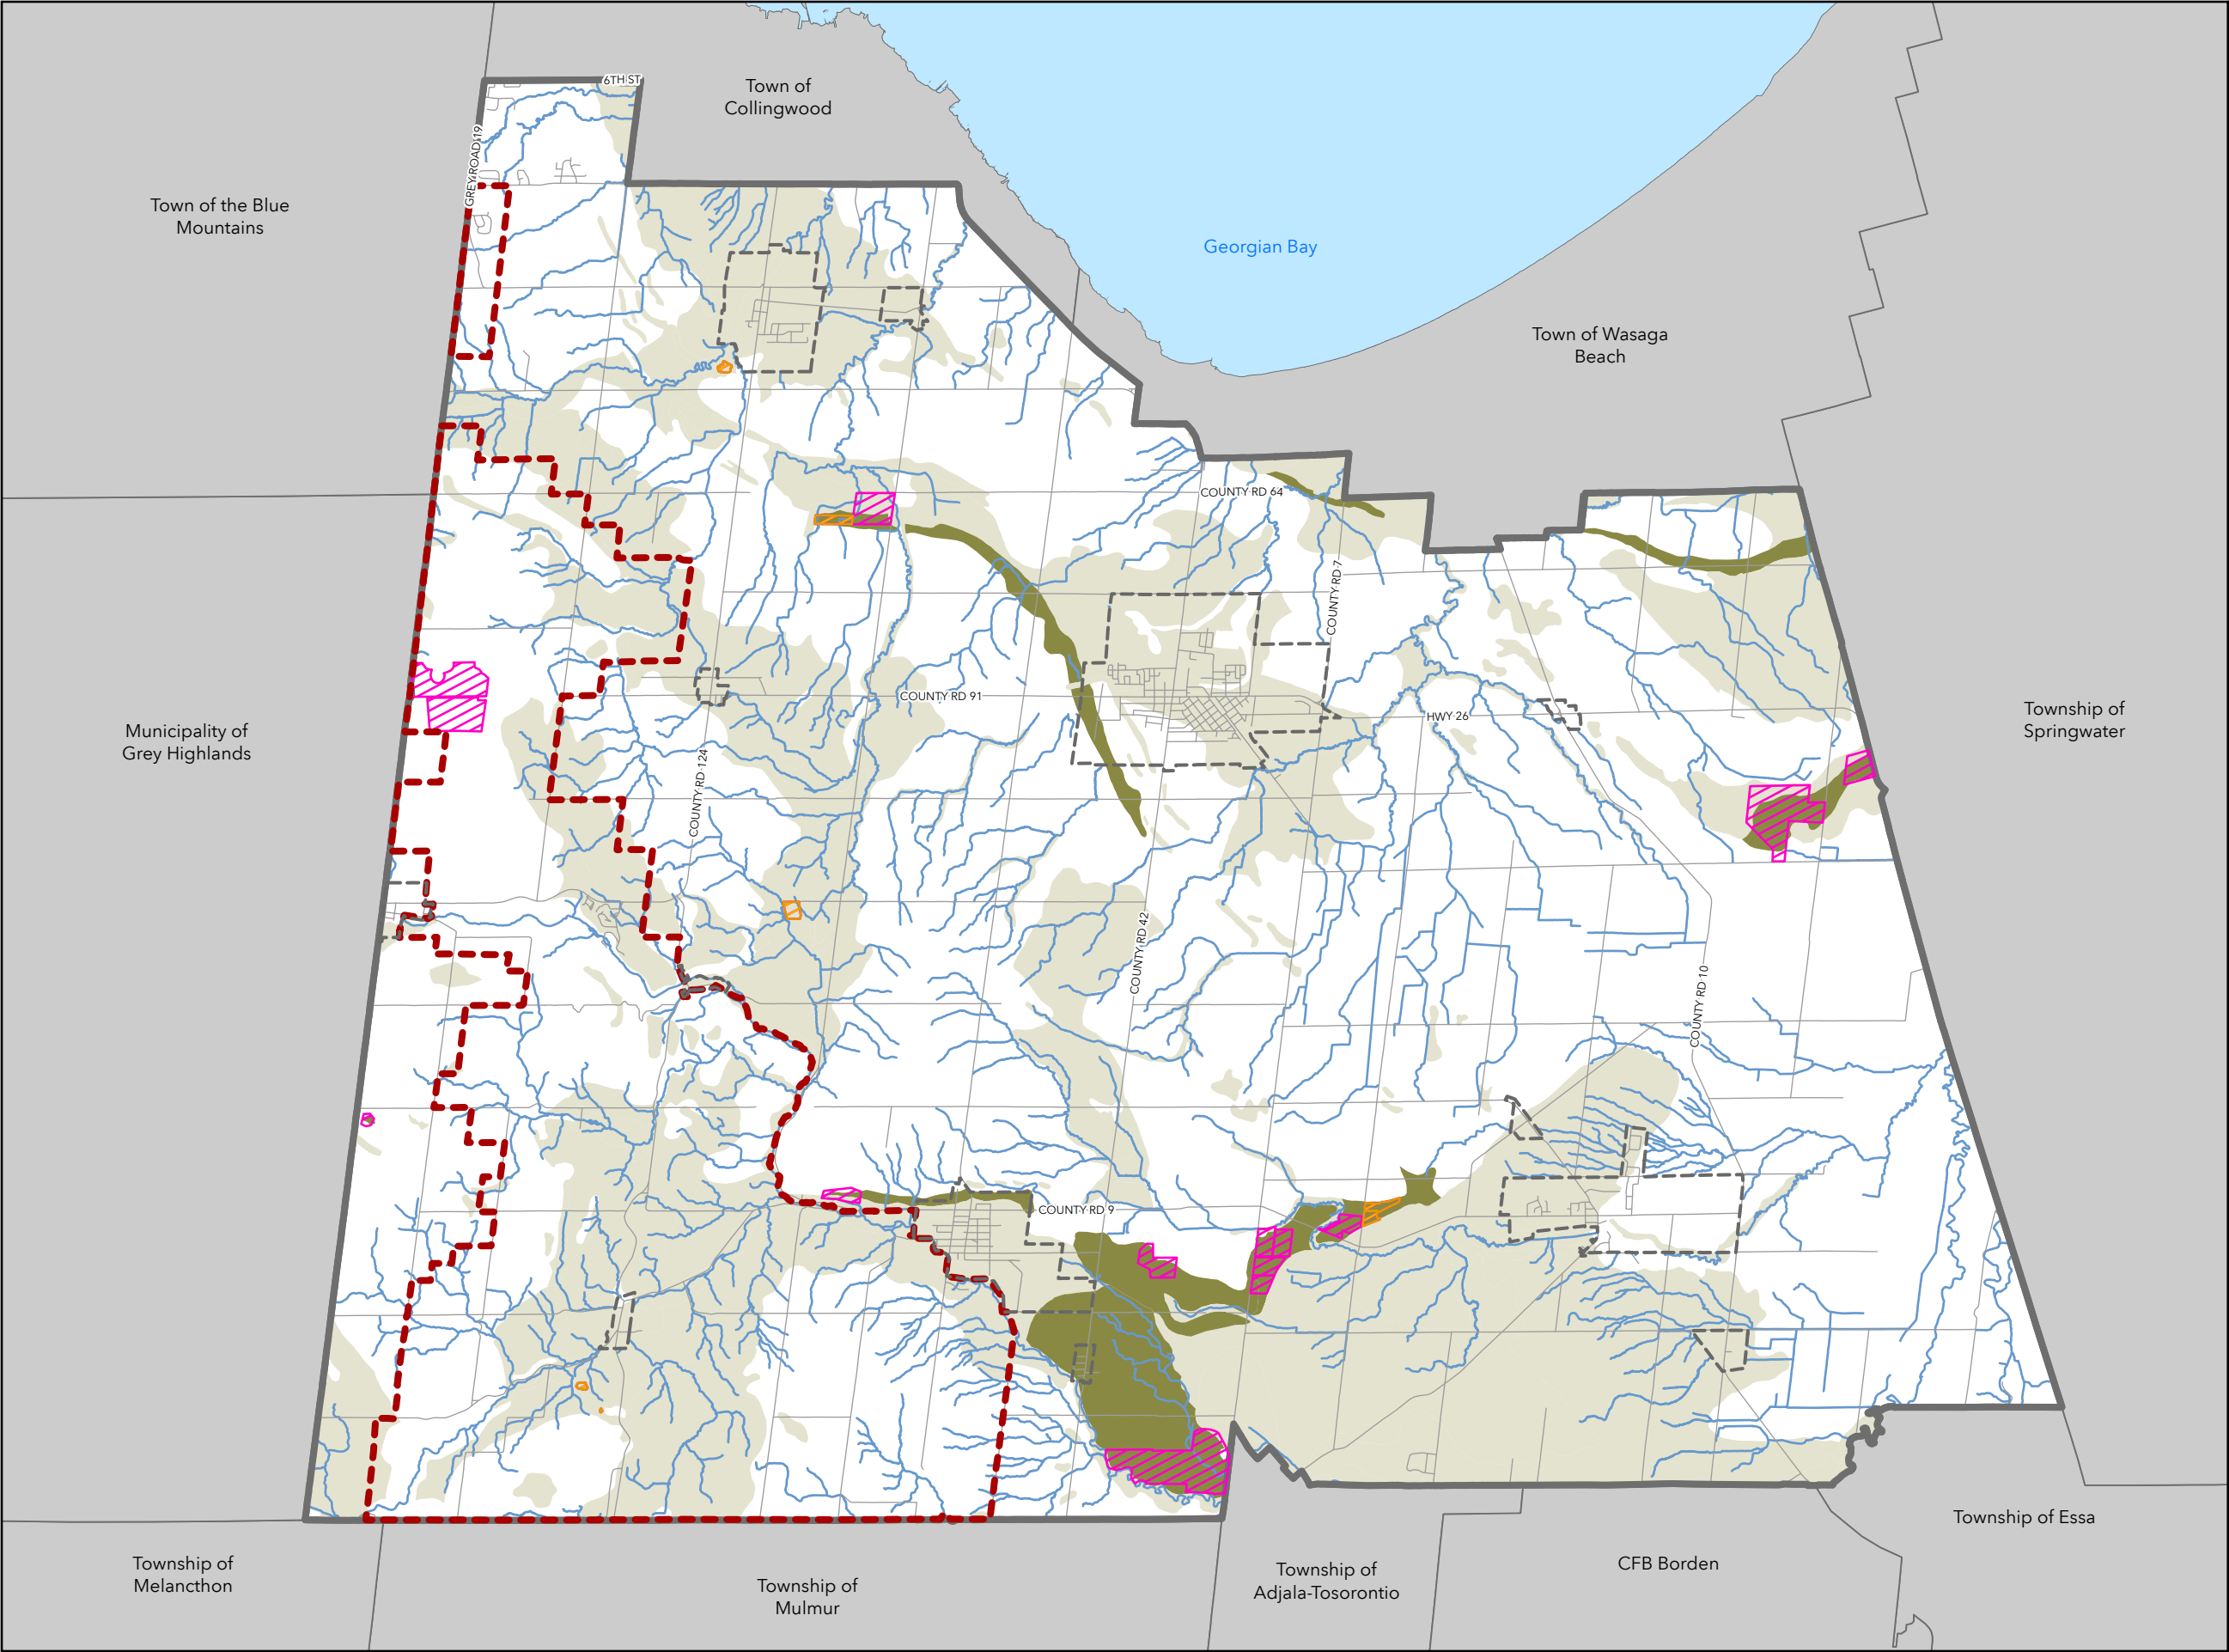 6TH ST
Town of
Collingwood
GREY ROAD 19
Town of the Blue
Mountains
Georgian Bay
Town of Wasaga
Beach
COUNTY RD 64
COUNTY RD 7
COUNTY RD 91
HWY 26
Township of
Springwater
Municipality of
Grey Highlands
COUNTY RD 124
COUNTY RD 42
COUNTY RD 10
COUNTY RD 9
Township of Essa
Township of
Melancthon
Township of
Mulmur
Township of
Adjala-Tosorontio
CFB Borden